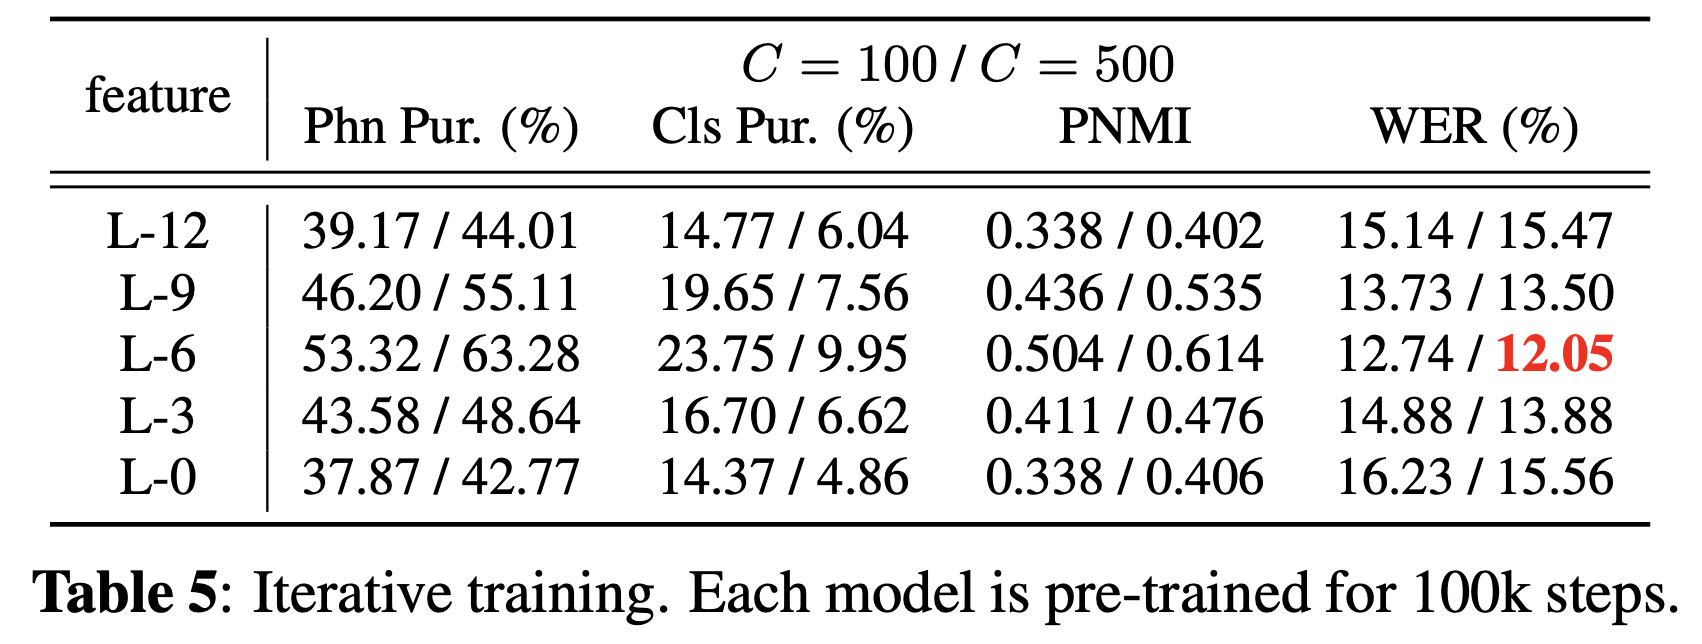 C = 100 / C = 500
feature
Phn Pur. (%) Cls Pur. (%) PNMI WER (%)
L-12 39.17 / 44.01 14.77 / 6.04 0.338 / 0.402 15.14 / 15.47
L-9 46.20 / 55.11 19.65 / 7.56 0.436 / 0.535 13.73 / 13.50
L-6 53.32 / 63.28 23.75 / 9.95 0.504 / 0.614 12.74 / 12.05
L-3 43.58 / 48.64 16.70 / 6.62 0.411 / 0.476 14.88 / 13.88
L-0 37.87 / 42.77 14.37 / 4.86 0.338 / 0.406 16.23 / 15.56
Table 5: Iterative training. Each model is pre-trained for 100k steps.